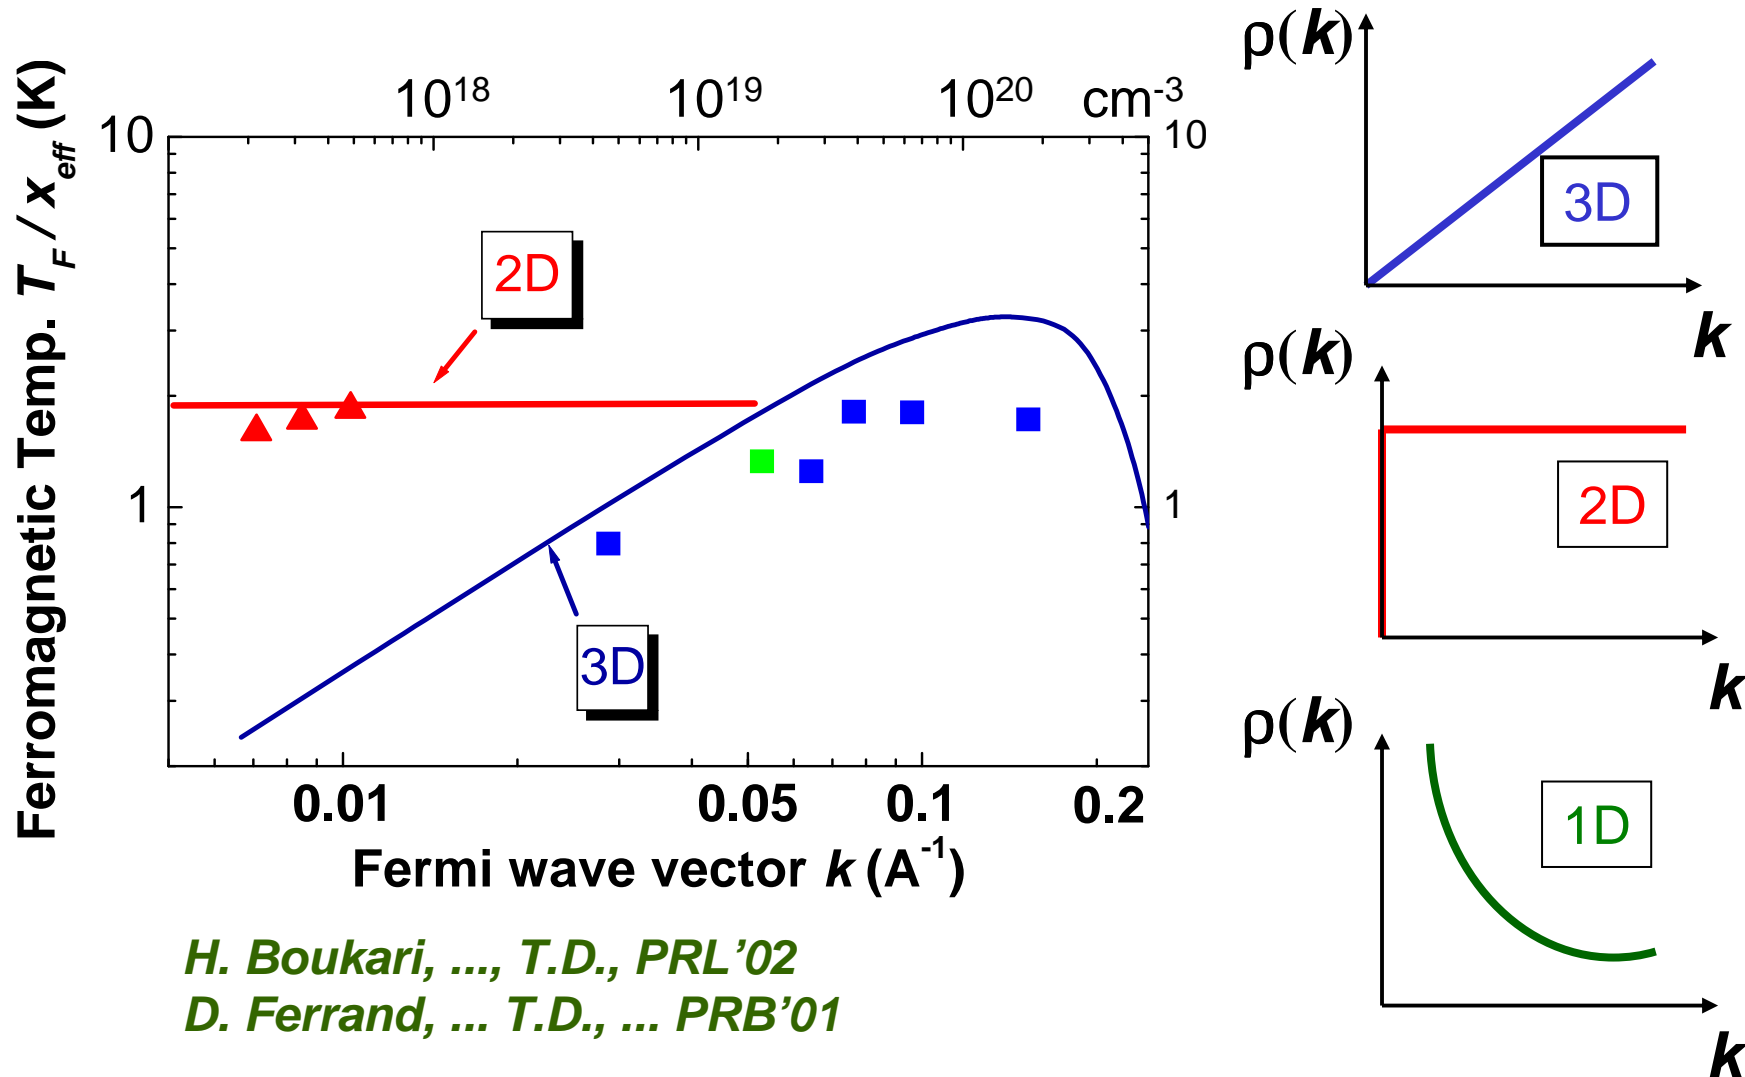 10¹⁸ 10¹⁹ 10²⁰ cm⁻³
Ferromagnetic Temp. T_F / x_eff (K)
10
1
10
1
2D
3D
0.01 0.05 0.1 0.2
Fermi wave vector k (A⁻¹)
H. Boukari, ..., T.D., PRL’02
D. Ferrand, ... T.D., ... PRB’01
ρ(k)
3D
k
ρ(k)
2D
k
ρ(k)
1D
k